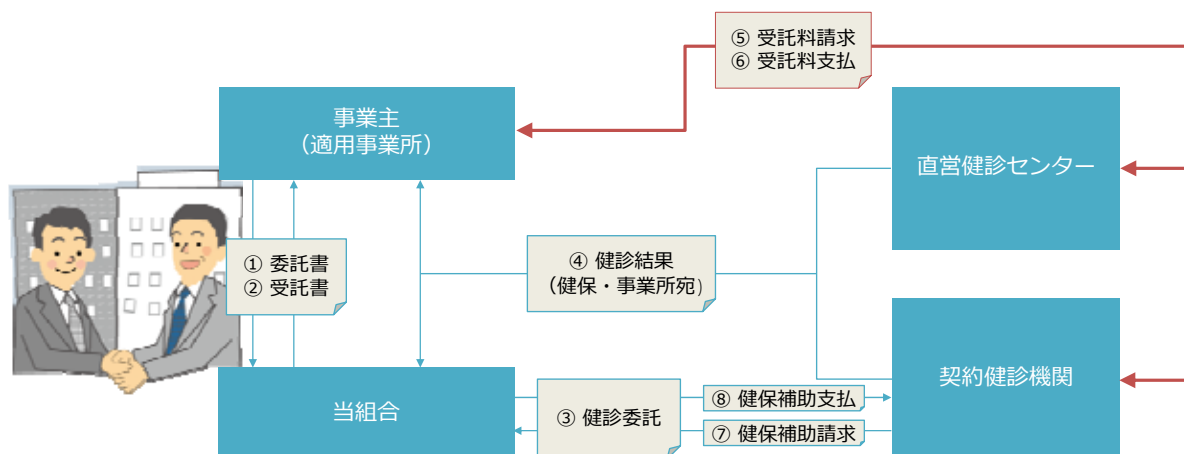 ⑤ 受託料請求
⑥ 受託料支払
事業主
（適用事業所）
直営健診センター
① 委託書
② 受託書
④ 健診結果
（健保・事業所宛)
当組合
③ 健診委託
⑧ 健保補助支払
⑦ 健保補助請求
契約健診機関